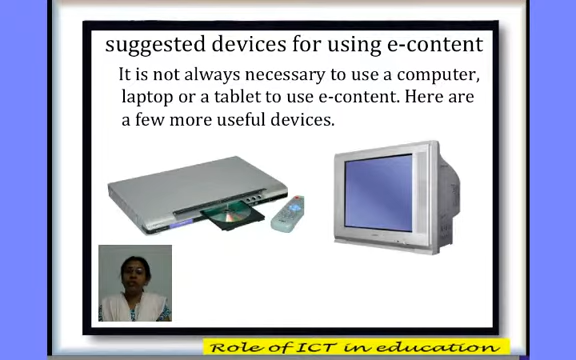 suggested devices for using e-content
It is not always necessary to use a computer,
laptop or a tablet to use e-content. Here are
a few more useful devices.
Role of ICT in education